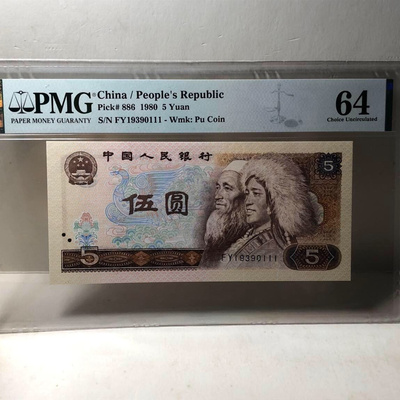 PMG
PAPER MONEY GUARANTY
China / People's Republic
Pick# 886 1980 5 Yuan
S/N FY19390111 - Wmk: Pu Coin
64
Choice Uncirculated
中国人民银行
5
伍圆
5
FY19390111
5